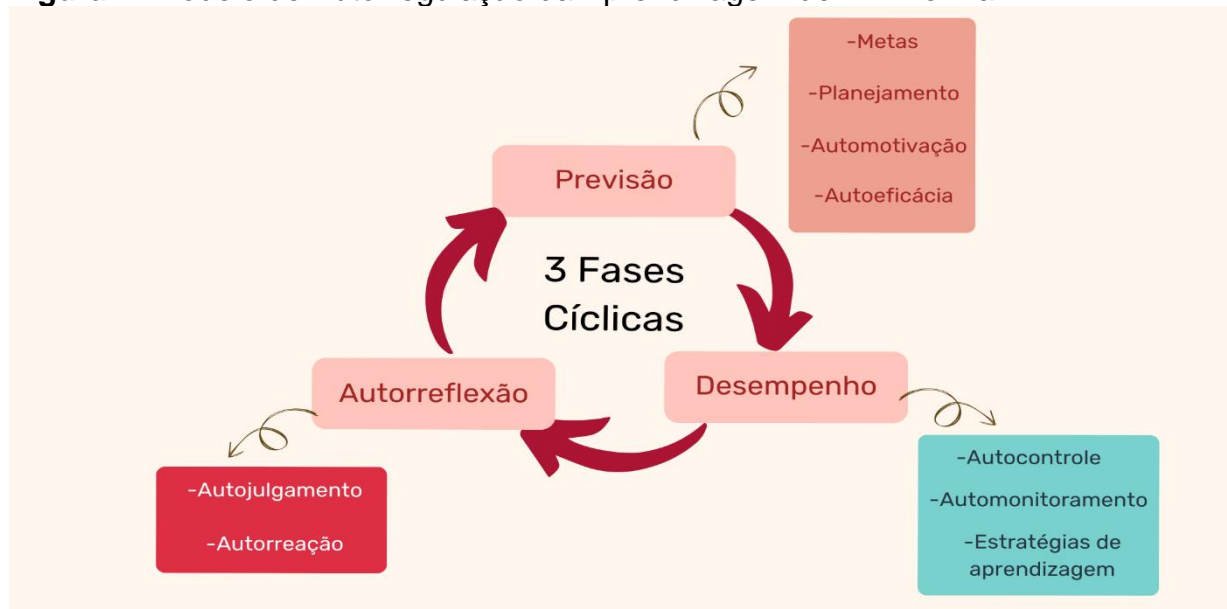 -Metas
-Planejamento
-Automotivação
-Autoeficácia
Previsão
3 Fases
Cíclicas
Autorreflexão
Desempenho
-Autojulgamento
-Autorreação
-Autocontrole
-Automonitoramento
-Estratégias de
aprendizagem